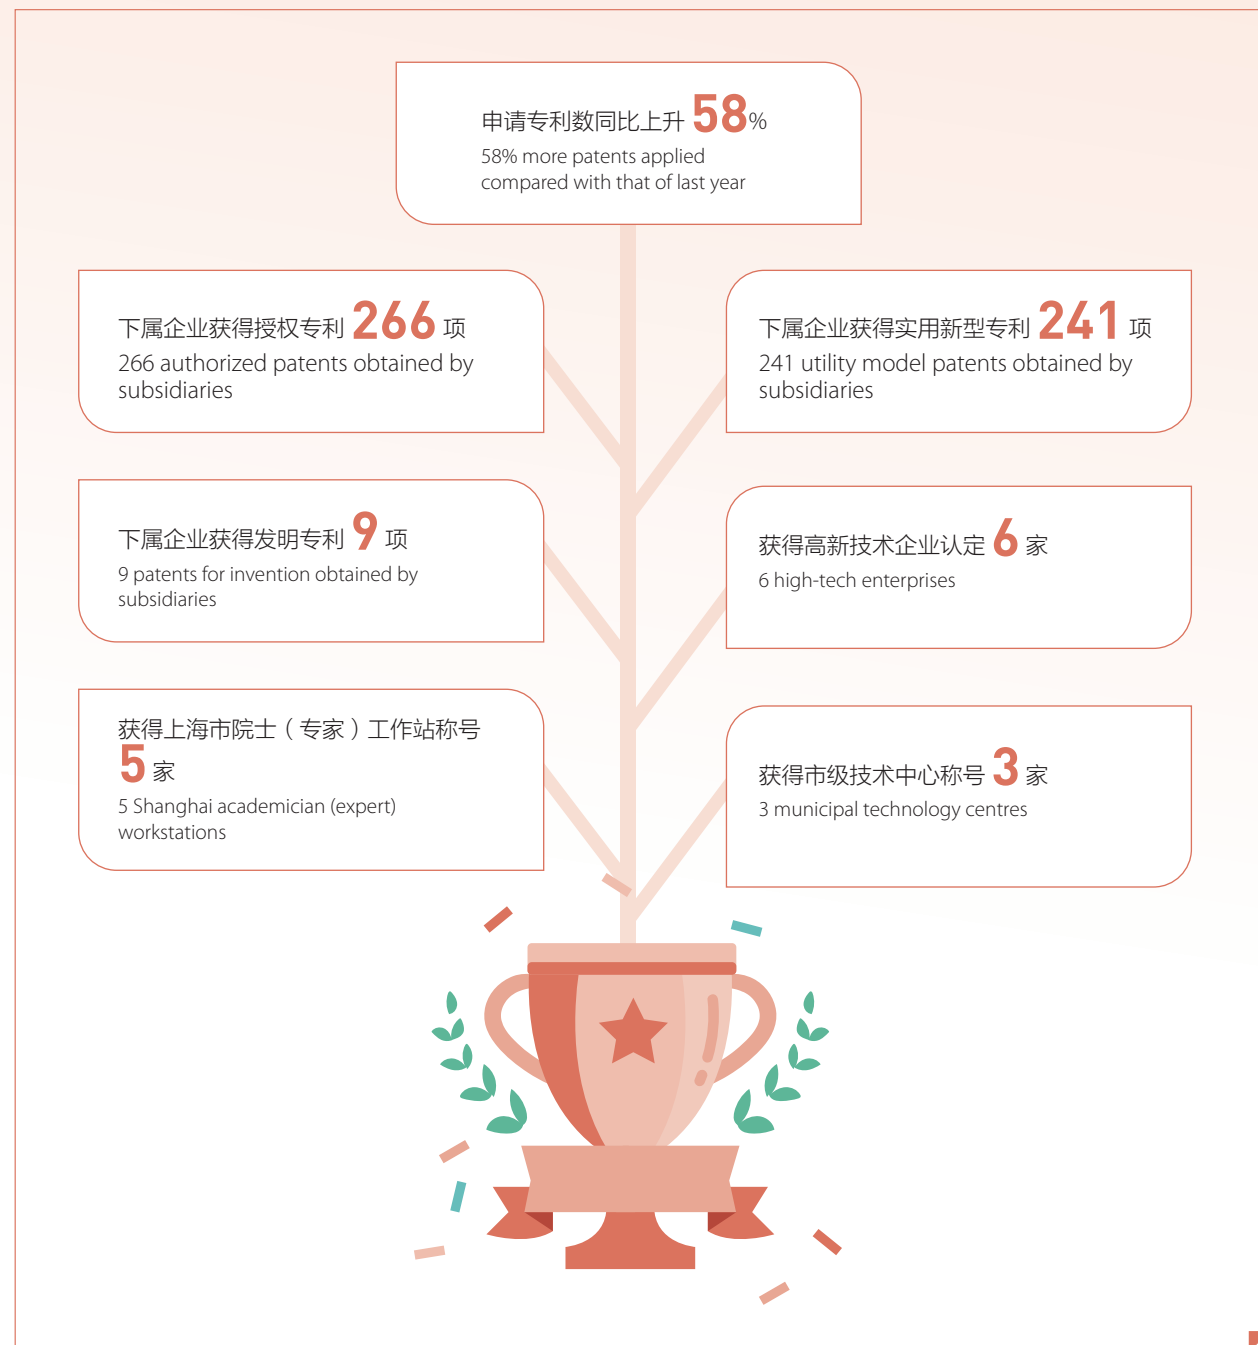 申请专利数同比上升 58%
58% more patents applied
compared with that of last year
下属企业获得授权专利 266 项
266 authorized patents obtained by
subsidiaries
下属企业获得实用新型专利 241 项
241 utility model patents obtained by
subsidiaries
下属企业获得发明专利 9 项
9 patents for invention obtained by
subsidiaries
获得高新技术企业认定 6 家
6 high-tech enterprises
获得上海市院士（专家）工作站称号
5 家
5 Shanghai academician (expert)
workstations
获得市级技术中心称号 3 家
3 municipal technology centres